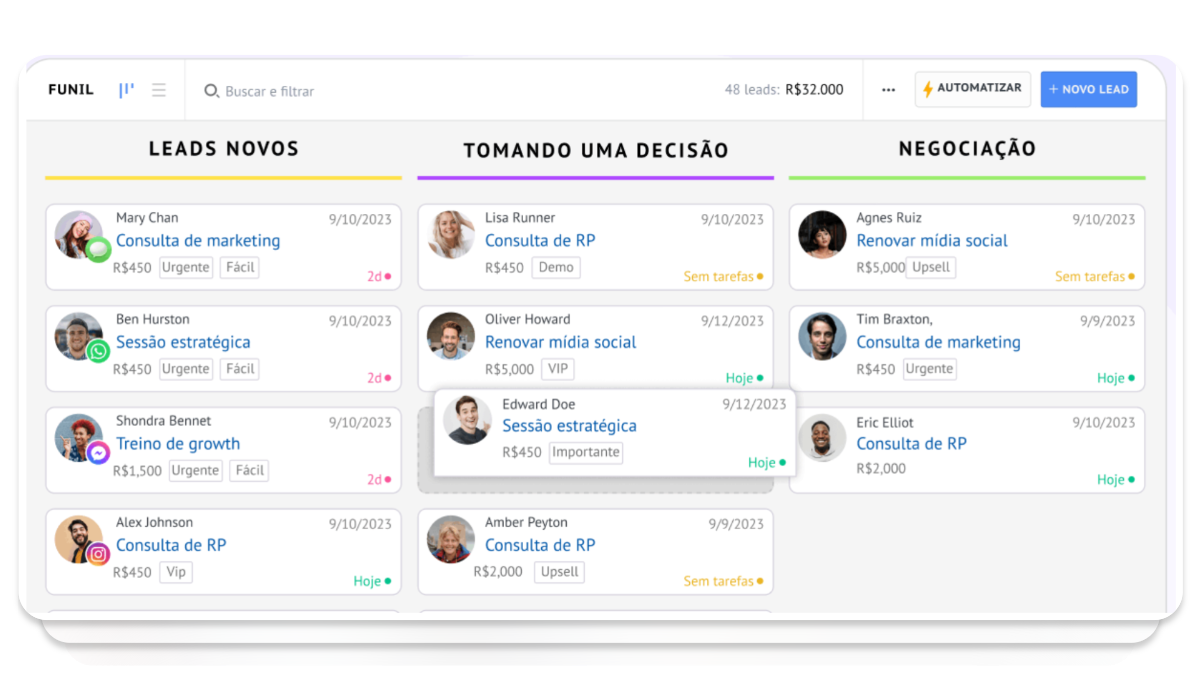 FUNIL
Buscar e filtrar
48 leads: R$32.000
...
AUTOMATIZAR
+ NOVO LEAD
LEADS NOVOS
Mary Chan 9/10/2023
Consulta de marketing
R$450 Urgente Fácil
2d
Ben Hurston 9/10/2023
Sessão estratégica
R$450 Urgente Fácil
2d
Shondra Bennet 9/10/2023
Treino de growth
R$1,500 Urgente Fácil
2d
Alex Johnson 9/10/2023
Consulta de RP
R$450 Vip
Hoje
TOMANDO UMA DECISÃO
Lisa Runner 9/10/2023
Consulta de RP
R$450 Demo
Sem tarefas
Oliver Howard 9/12/2023
Renovar mídia social
R$5,000 VIP
Hoje
Edward Doe 9/12/2023
Sessão estratégica
R$450 Importante
Hoje
Amber Peyton 9/9/2023
Consulta de RP
R$2,000 Upsell
Sem tarefas
NEGOCIAÇÃO
Agnes Ruiz 9/10/2023
Renovar mídia social
R$5,000 Upsell
Sem tarefas
Tim Braxton, 9/9/2023
Consulta de marketing
R$450 Urgente
Hoje
Eric Elliot 9/10/2023
Consulta de RP
R$2,000
Hoje